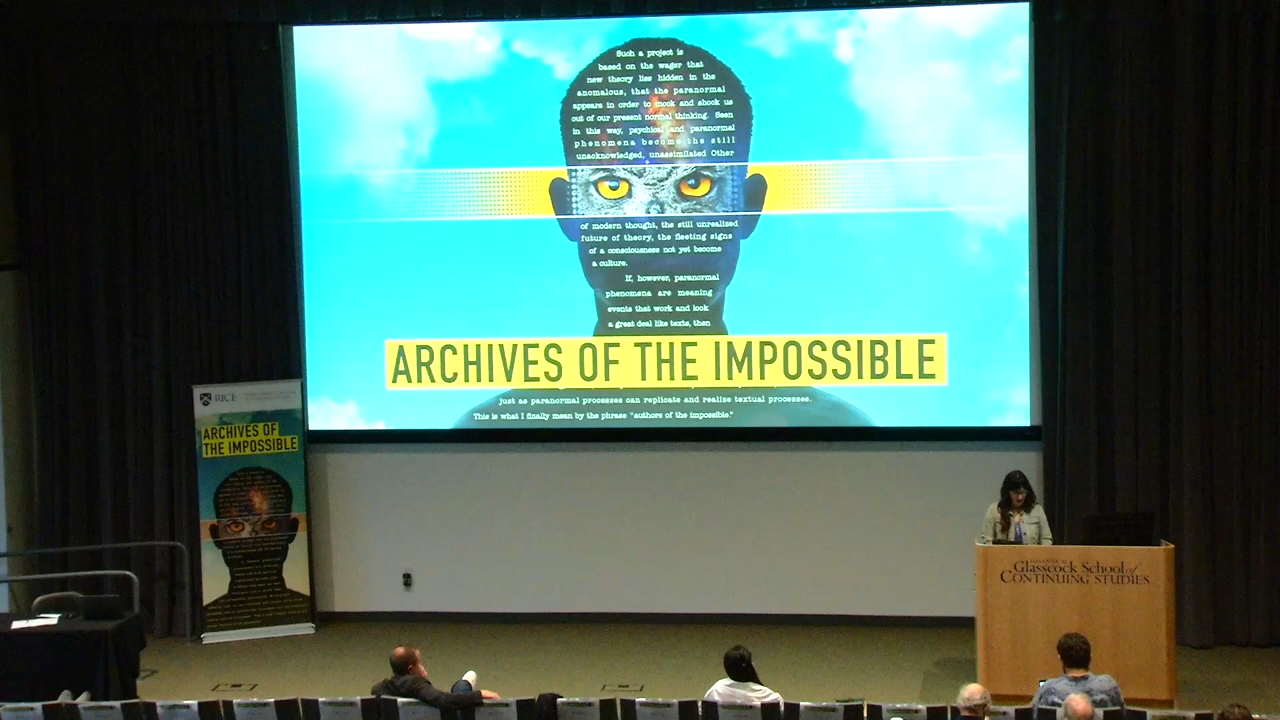 Such a project is
based on the wager that
new theory lies hidden in the
anomalous, that the paranormal
appears in order to mock and shock us
out of our present normal thinking. Seen
in this way, psychical and paranormal
phenomena become the still
unacknowledged, unassimilated Other
of modern thought, the still unrealized
future of theory, the fleeting signs
of a consciousness not yet become
a culture.
If, however, paranormal
phenomena are meaning
events that work and look
a great deal like texts, then
ARCHIVES OF THE IMPOSSIBLE
just as paranormal processes can replicate and realize textual processes.
This is what I finally mean by the phrase "authors of the impossible."
RICE
ARCHIVES OF
THE IMPOSSIBLE
Glasscock School of
CONTINUING STUDIES